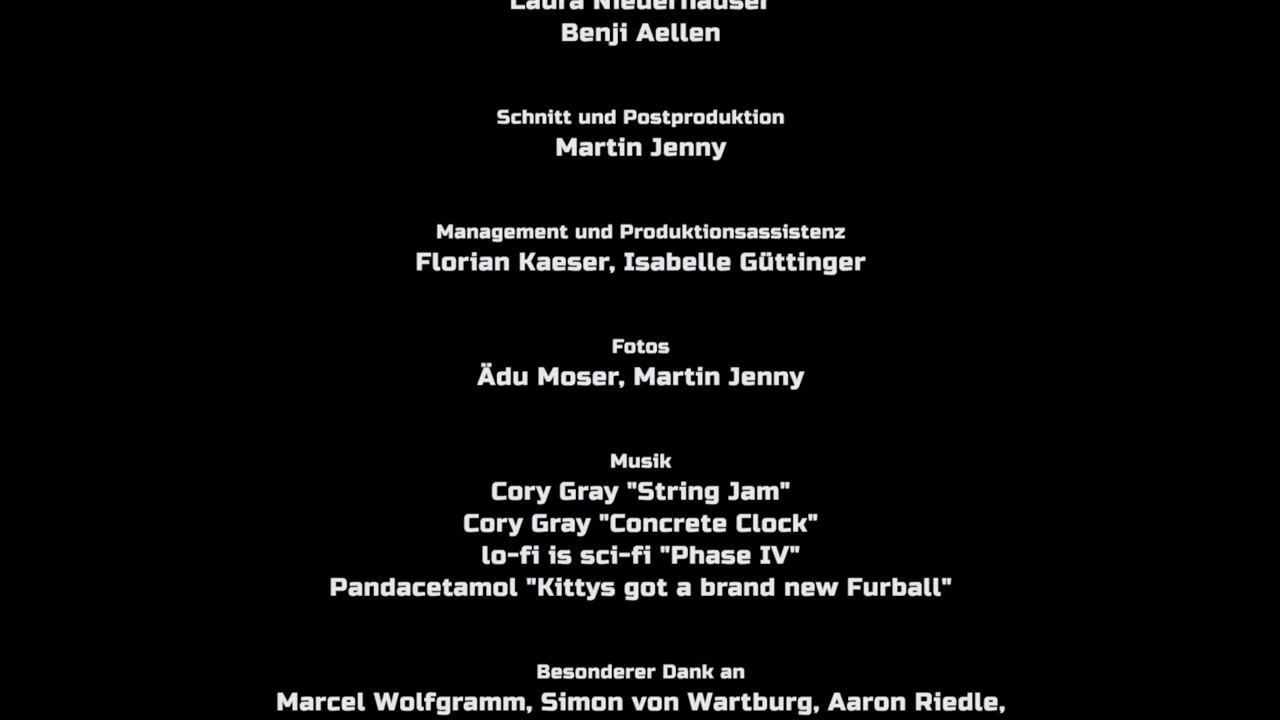 Laura Niederhäuser
Benji Aellen
Schnitt und Postproduktion
Martin Jenny
Management und Produktionsassistenz
Florian Kaeser, Isabelle Güttinger
Fotos
Ädu Moser, Martin Jenny
Musik
Cory Gray "String Jam"
Cory Gray "Concrete Clock"
lo-fi is sci-fi "Phase IV"
Pandacetamol "Kittys got a brand new Furball"
Besonderer Dank an
Marcel Wolfgramm, Simon von Wartburg, Aaron Riedle,